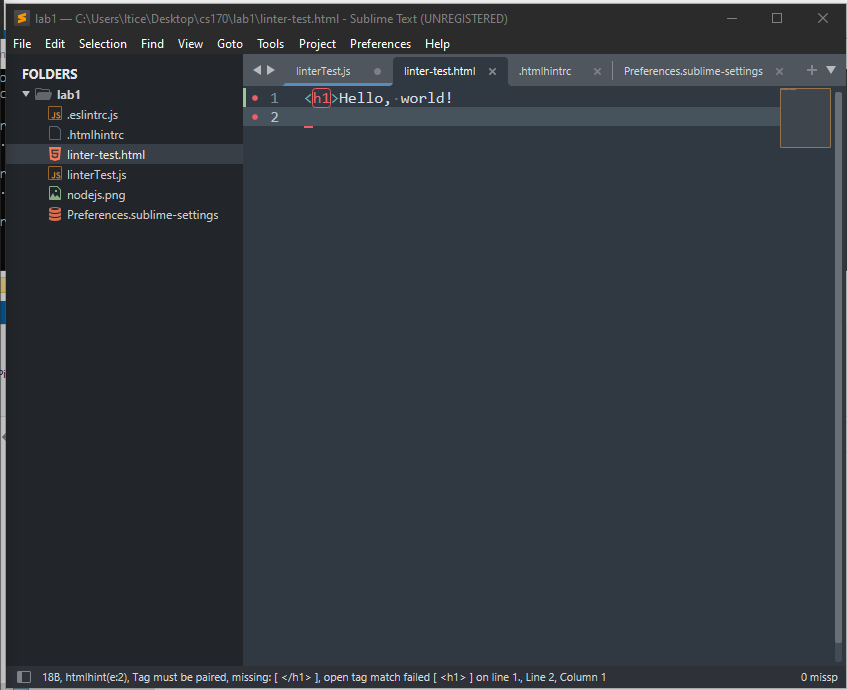 lab1 — C:\Users\ltice\Desktop\cs170\lab1\linter-test.html - Sublime Text (UNREGISTERED)
File Edit Selection Find View Goto Tools Project Preferences Help
FOLDERS
lab1
.eslintrc.js
.htmlhintrc
linter-test.html
linterTest.js
nodejs.png
Preferences.sublime-settings
linterTest.js linter-test.html .htmlhintrc Preferences.sublime-settings
1 <h1>Hello, world!
2
18B, htmlhint(e:2), Tag must be paired, missing: [ </h1> ], open tag match failed [ <h1> ] on line 1., Line 2, Column 1 0 missp